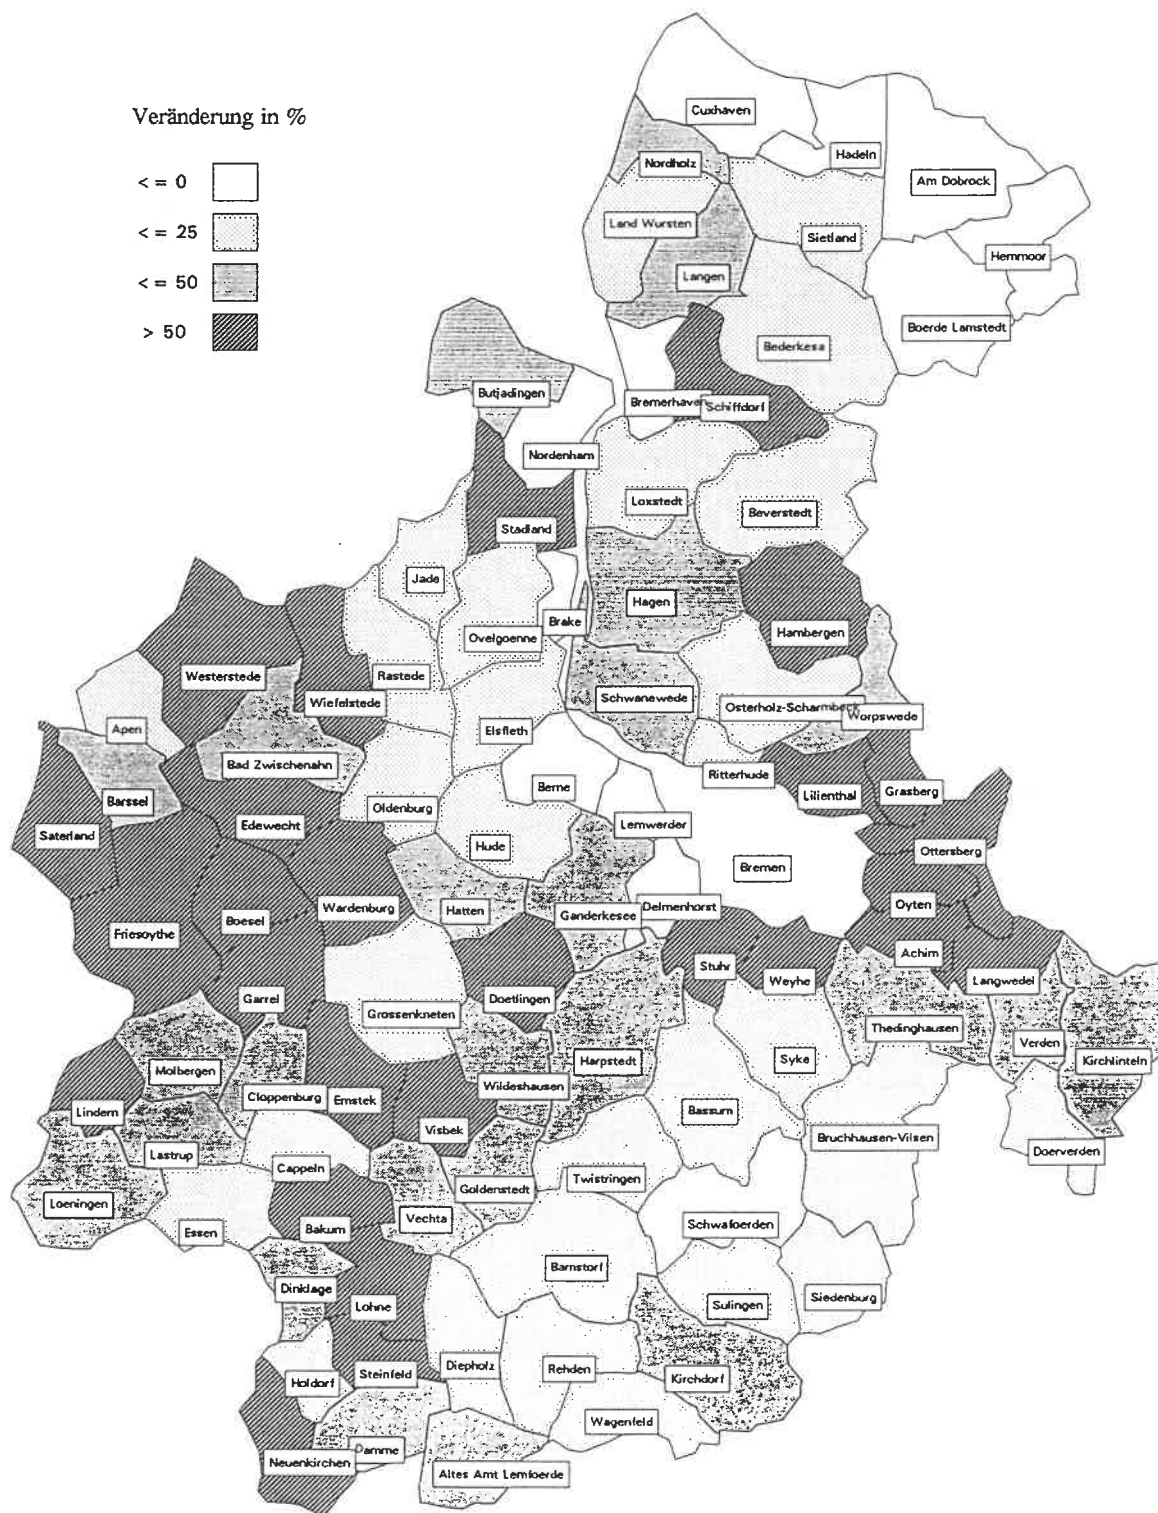 Veränderung in %
< = 0
< = 25
< = 50
> 50
Cuxhaven
Hadeln
Nordholz
Am Dobrock
Land Wursten
Sietland
Hemmoor
Langen
Boerde Lamstedt
Bederkesa
Butjadingen
Bremerhaven
Schiffdorf
Nordenham
Loxstedt
Beverstedt
Stadland
Jade
Hagen
Brake
Hambergen
Ovelgoenne
Westerstede
Rastede
Wiefelstede
Schwanewede
Osterholz-Scharmbeck
Worpswede
Apen
Elsfleth
Bad Zwischenahn
Ritterhude
Berne
Grasberg
Lilienthal
Barssel
Oldenburg
Edewecht
Lemwerder
Saterland
Hude
Ottersberg
Bremen
Oyten
Wardenburg
Hatten
Delmenhorst
Ganderkesee
Boesel
Friesoythe
Achim
Stuhr
Weyhe
Langwedel
Garrel
Doetlingen
Grossenkneten
Thedinghausen
Verden
Kirchlinteln
Harpstedt
Syke
Molbergen
Wildeshausen
Cloppenburg
Emstek
Lindern
Bassum
Visbek
Bruchhausen-Vilsen
Doerverden
Lastrup
Cappeln
Twistringen
Goldenstedt
Loeningen
Vechta
Schwafoerden
Essen
Bakum
Barnstorf
Dinklage
Siedenburg
Lohne
Sulingen
Diepholz
Rehden
Steinfeld
Kirchdorf
Holdorf
Wagenfeld
Damme
Neuenkirchen
Altes Amt Lemfoerde